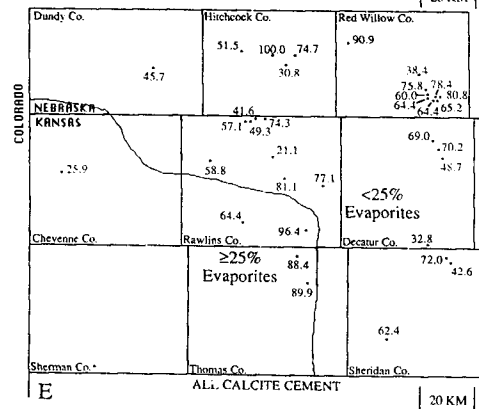 20 KM
Dundy Co.
Hitchcock Co.
Red Willow Co.
51.5
100.0
74.7
90.9
45.7
30.8
38.4
75.8
78.4
60.0
80.8
64.4
65.2
64.4
COLORADO
NEBRASKA
KANSAS
41.6
57.1
74.3
49.3
69.0
70.2
25.9
58.8
21.1
48.7
81.1
77.1
<25%
Evaporites
64.4
96.4
32.8
Cheyenne Co.
Rawlins Co.
Decatur Co.
≥25%
Evaporites
88.4
72.0
42.6
89.9
62.4
Sherman Co.
Thomas Co.
Sheridan Co.
E
ALL CALCITE CEMENT
20 KM